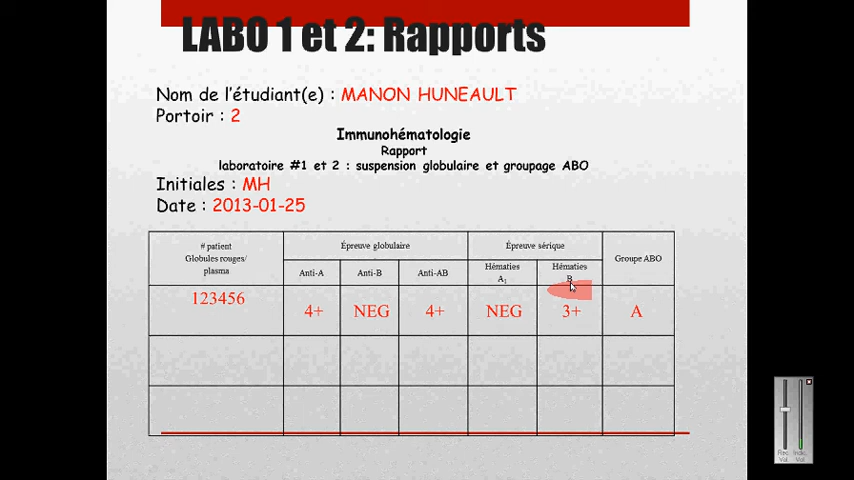 LABO 1 et 2: Rapports
Nom de l'étudiant(e) : MANON HUNEAULT
Portoir : 2
Immunohématologie
Rapport
laboratoire #1 et 2 : suspension globulaire et groupage ABO
Initiales : MH
Date : 2013-01-25
# patient
Globules rouges/
plasma
Épreuve globulaire
Épreuve sérique
Groupe ABO
Anti-A
Anti-B
Anti-AB
Hématies
A₁
Hématies
B
123456
4+
NEG
4+
NEG
3+
A
Vol.
Vol.